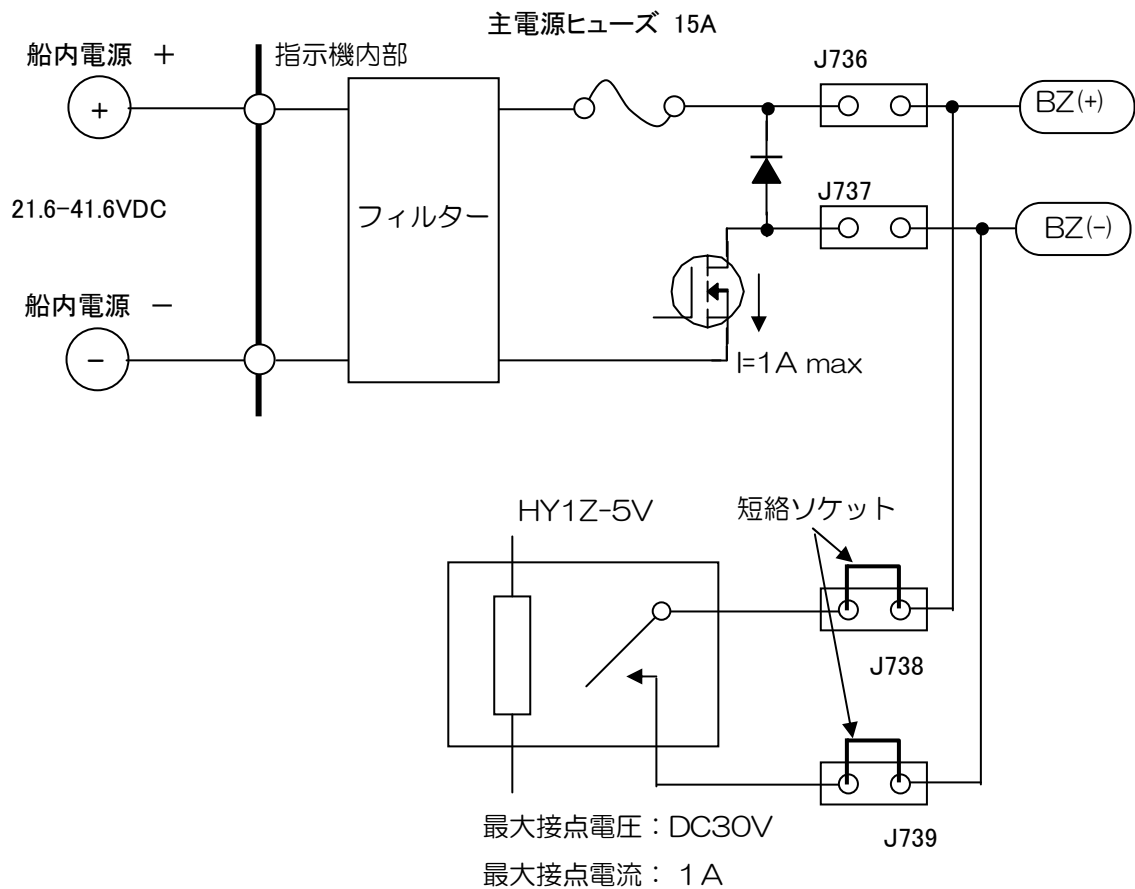 主電源ヒューズ 15A
船内電源 ＋
指示機内部
J736
+
BZ(+)
21.6-41.6VDC
フィルター
J737
BZ(-)
船内電源 －
-
I=1A max
HY1Z-5V
短絡ソケット
J738
J739
最大接点電圧：DC30V
最大接点電流： 1A